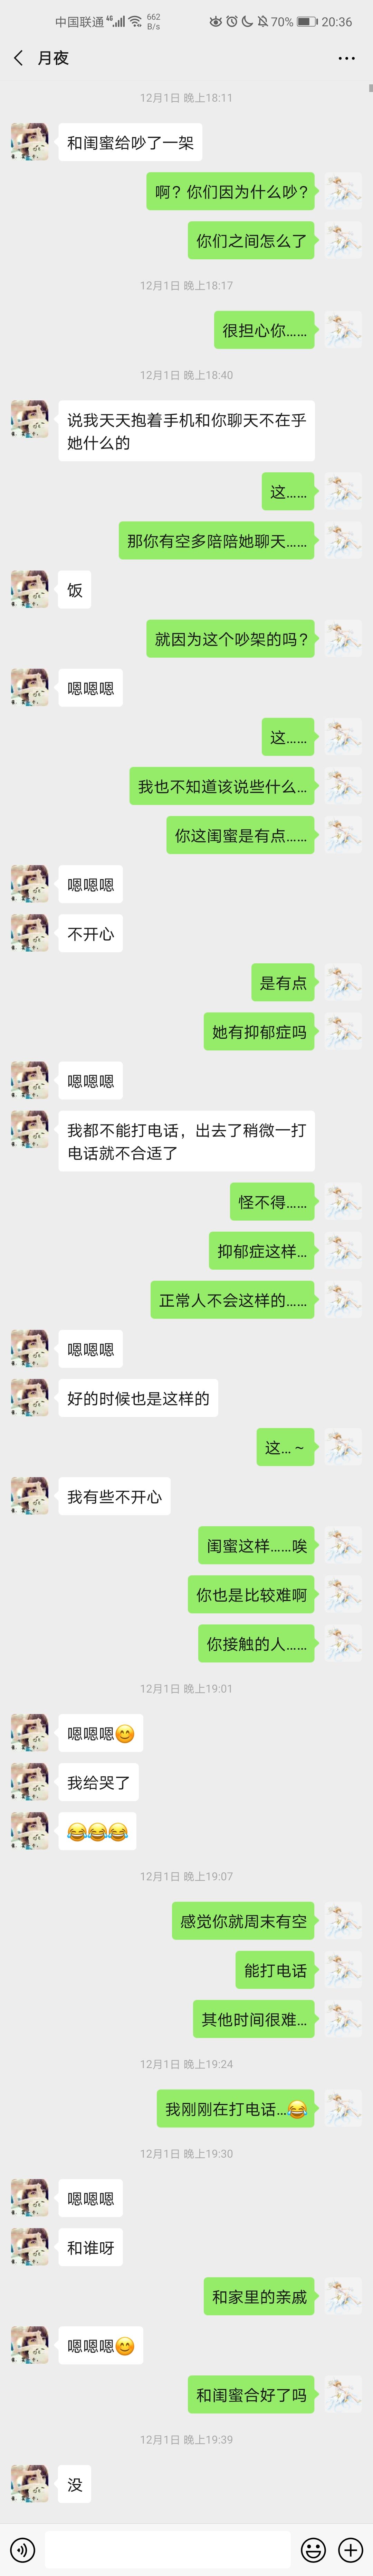 中国联通 46 662 B/s 70% 20:36
月夜
12月1日 晚上18:11
和闺蜜给吵了一架
啊？你们因为什么吵?
你们之间怎么了
12月1日 晚上18:17
很担心你……
12月1日 晚上18:40
说我天天抱着手机和你聊天不在乎
她什么的
这……
那你有空多陪陪她聊天……
饭
就因为这个吵架的吗?
嗯嗯嗯
这……
我也不知道该说些什么…
你这闺蜜是有点……
嗯嗯嗯
不开心
是有点
她有抑郁症吗
嗯嗯嗯
我都不能打电话，出去了稍微一打
电话就不合适了
怪不得……
抑郁症这样…
正常人不会这样的……
嗯嗯嗯
好的时候也是这样的
这…~
我有些不开心
闺蜜这样……唉
你也是比较难啊
你接触的人……
12月1日 晚上19:01
嗯嗯嗯😊
我给哭了
😂😂😂
12月1日 晚上19:07
感觉你就周末有空
能打电话
其他时间很难…
12月1日 晚上19:24
我刚刚在打电话…😂
12月1日 晚上19:30
嗯嗯嗯
和谁呀
和家里的亲戚
嗯嗯嗯😊
和闺蜜合好了吗
12月1日 晚上19:39
没